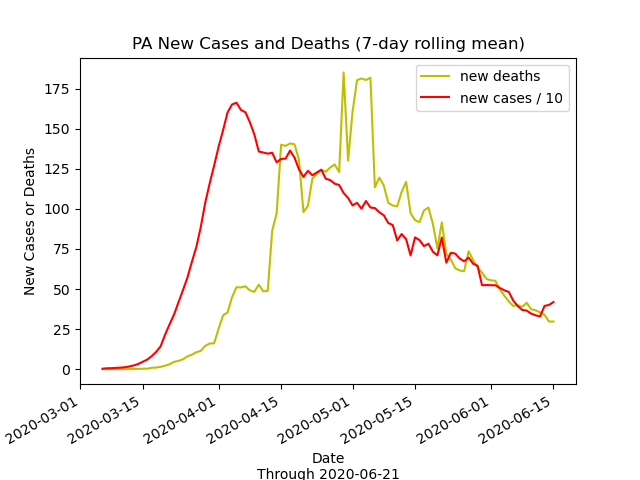 PA New Cases and Deaths (7-day rolling mean)
new deaths
new cases / 10
New Cases or Deaths
175
150
125
100
75
50
25
0
2020-03-01
2020-03-15
2020-04-01
2020-04-15
2020-05-01
2020-05-15
2020-06-01
2020-06-15
Date
Through 2020-06-21